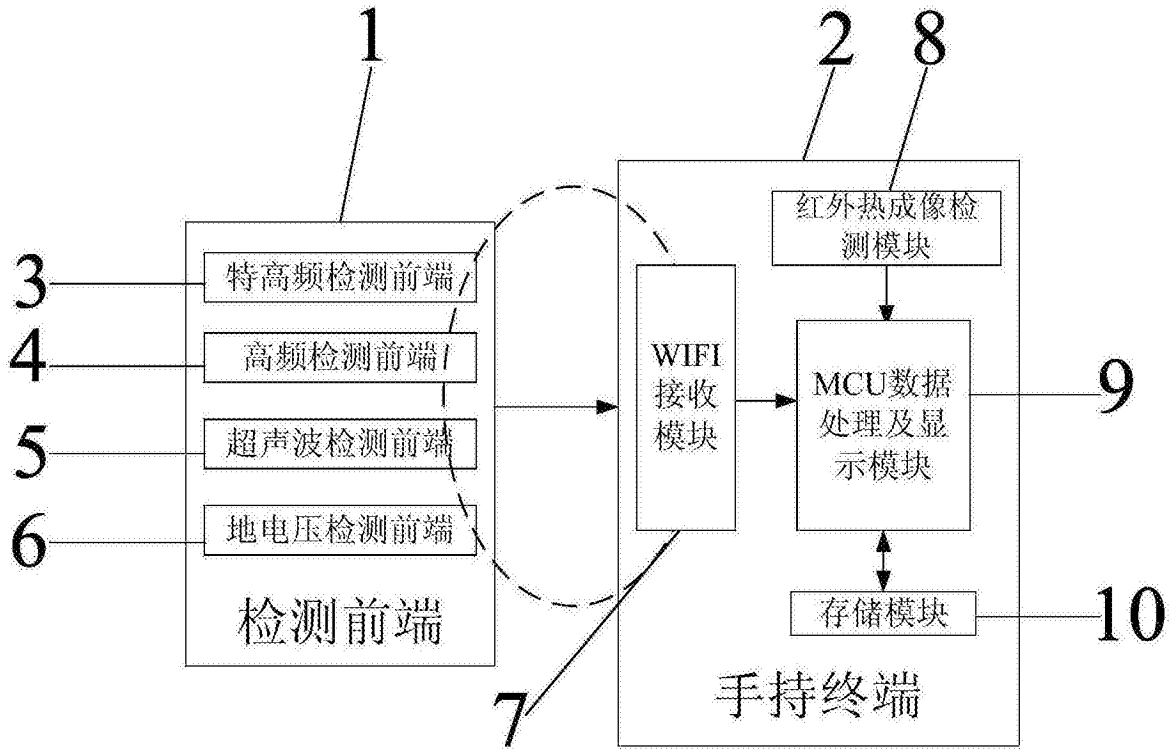 1
2
8
3
特高频检测前端
4
高频检测前端
5
超声波检测前端
6
地电压检测前端
检测前端
7
WIFI
接收
模块
红外热成像检
测模块
MCU数据
处理及显
示模块
9
存储模块
10
手持终端